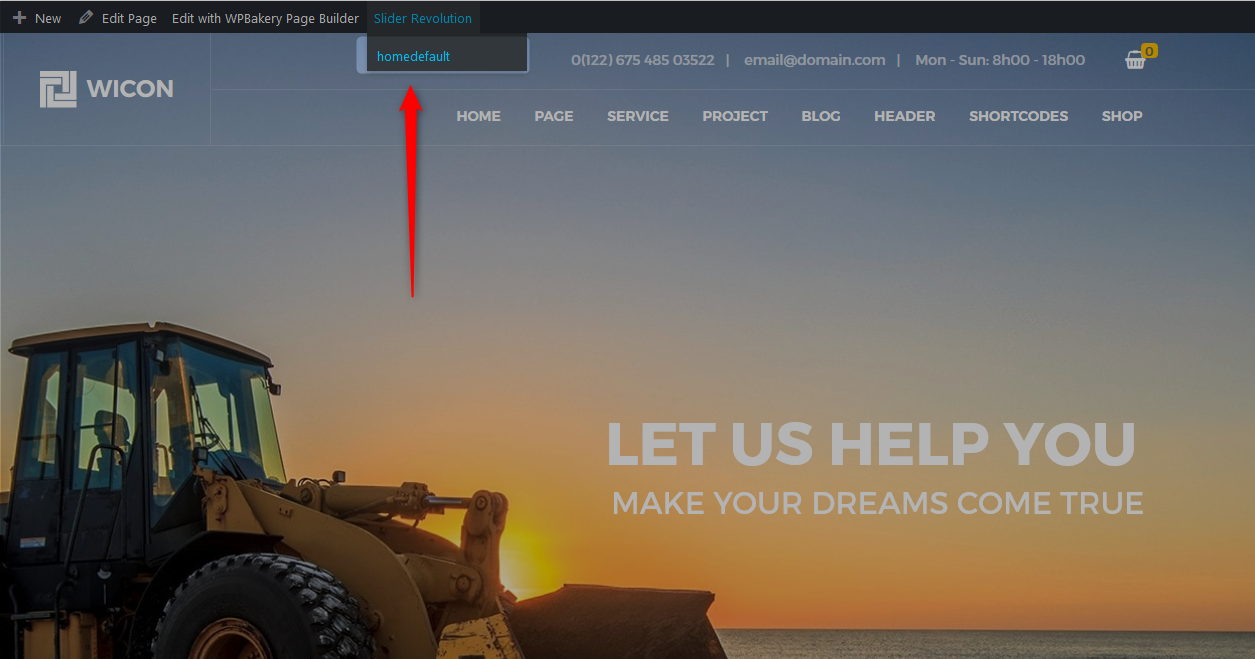 New Edit Page Edit with WPBakery Page Builder Slider Revolution
homedefault
0(122) 675 485 03522 | email@domain.com | Mon - Sun: 8h00 - 18h00 0
WICON
HOME PAGE SERVICE PROJECT BLOG HEADER SHORTCODES SHOP
LET US HELP YOU
MAKE YOUR DREAMS COME TRUE